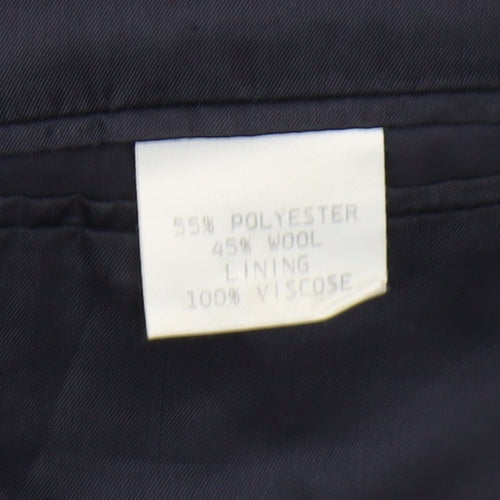 55% POLYESTER
45% WOOL
LINING
100% VISCOSE